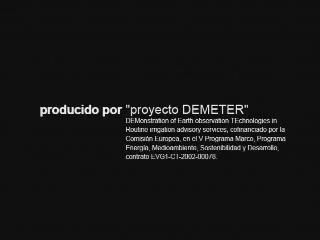 producido por "proyecto DEMETER"
DEMonstration of Earth observation TEchnologies in
Routine irrigation advisory services, cofinanciado por la
Comisión Europea, en el V Programa Marco, Programa
Energía, Medioambiente, Sostenibilidad y Desarrollo,
contrato EVG1-CT-2002-00078.